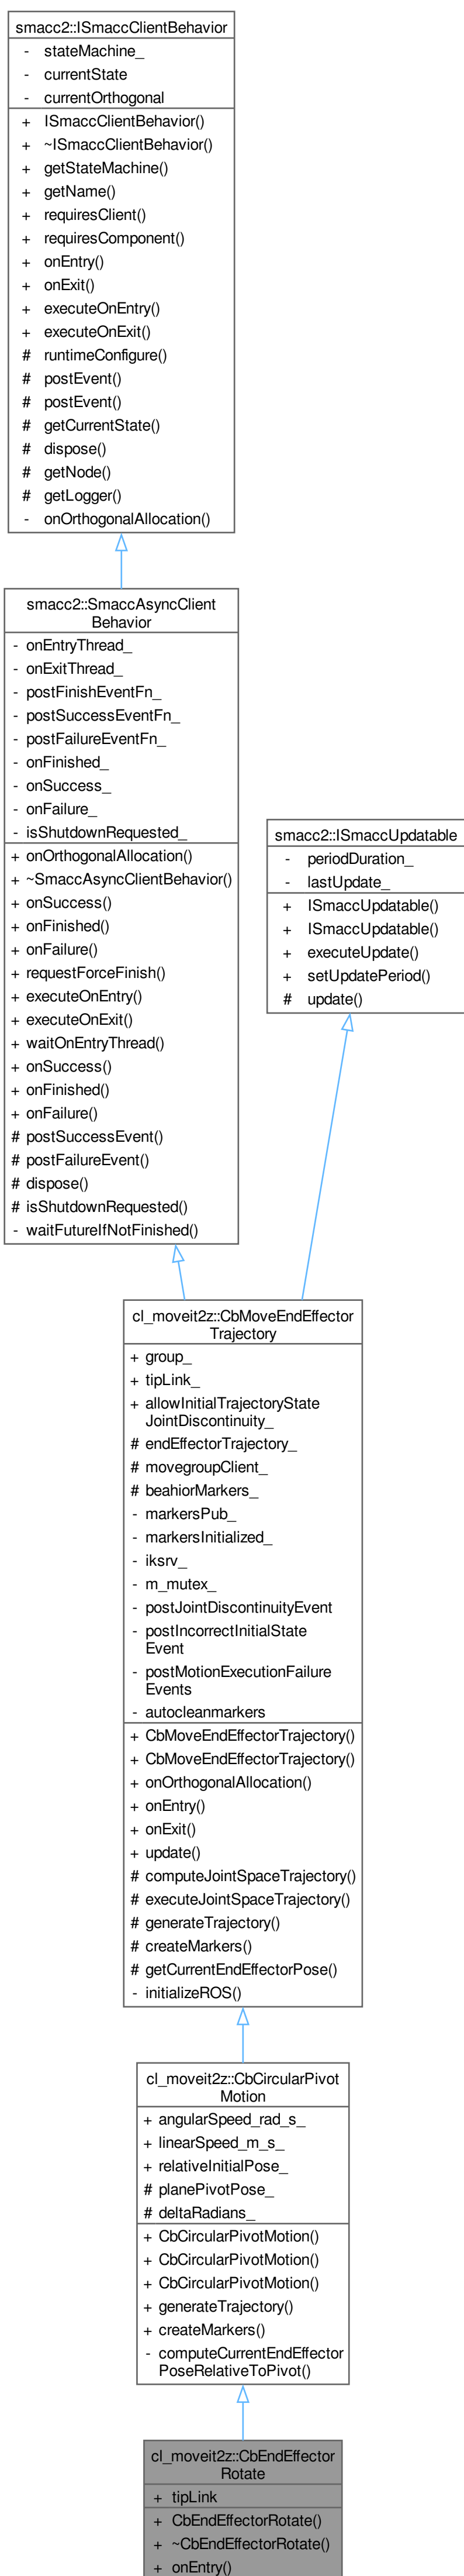 smacc2::ISmaccClientBehavior
- stateMachine_
- currentState
- currentOrthogonal
+ ISmaccClientBehavior()
+ ~ISmaccClientBehavior()
+ getStateMachine()
+ getName()
+ requiresClient()
+ requiresComponent()
+ onEntry()
+ onExit()
+ executeOnEntry()
+ executeOnExit()
# runtimeConfigure()
# postEvent()
# postEvent()
# getCurrentState()
# dispose()
# getNode()
# getLogger()
- onOrthogonalAllocation()
smacc2::SmaccAsyncClient
Behavior
- onEntryThread_
- onExitThread_
- postFinishEventFn_
- postSuccessEventFn_
- postFailureEventFn_
- onFinished_
- onSuccess_
- onFailure_
- isShutdownRequested_
+ onOrthogonalAllocation()
+ ~SmaccAsyncClientBehavior()
+ onSuccess()
+ onFinished()
+ onFailure()
+ requestForceFinish()
+ executeOnEntry()
+ executeOnExit()
+ waitOnEntryThread()
+ onSuccess()
+ onFinished()
+ onFailure()
# postSuccessEvent()
# postFailureEvent()
# dispose()
# isShutdownRequested()
- waitFutureIfNotFinished()
smacc2::ISmaccUpdatable
- periodDuration_
- lastUpdate_
+ ISmaccUpdatable()
+ ISmaccUpdatable()
+ executeUpdate()
+ setUpdatePeriod()
# update()
cl_moveit2z::CbMoveEndEffector
Trajectory
+ group_
+ tipLink_
+ allowInitialTrajectoryState
JointDiscontinuity_
# endEffectorTrajectory_
# movegroupClient_
# beahiorMarkers_
- markersPub_
- markersInitialized_
- iksrv_
- m_mutex_
- postJointDiscontinuityEvent
- postIncorrectInitialState
Event
- postMotionExecutionFailure
Events
- autocleanmarkers
+ CbMoveEndEffectorTrajectory()
+ CbMoveEndEffectorTrajectory()
+ onOrthogonalAllocation()
+ onEntry()
+ onExit()
+ update()
# computeJointSpaceTrajectory()
# executeJointSpaceTrajectory()
# generateTrajectory()
# createMarkers()
# getCurrentEndEffectorPose()
- initializeROS()
cl_moveit2z::CbCircularPivot
Motion
+ angularSpeed_rad_s_
+ linearSpeed_m_s_
+ relativeInitialPose_
# planePivotPose_
# deltaRadians_
+ CbCircularPivotMotion()
+ CbCircularPivotMotion()
+ CbCircularPivotMotion()
+ generateTrajectory()
+ createMarkers()
- computeCurrentEndEffector
PoseRelativeToPivot()
cl_moveit2z::CbEndEffector
Rotate
+ tipLink
+ CbEndEffectorRotate()
+ ~CbEndEffectorRotate()
+ onEntry()